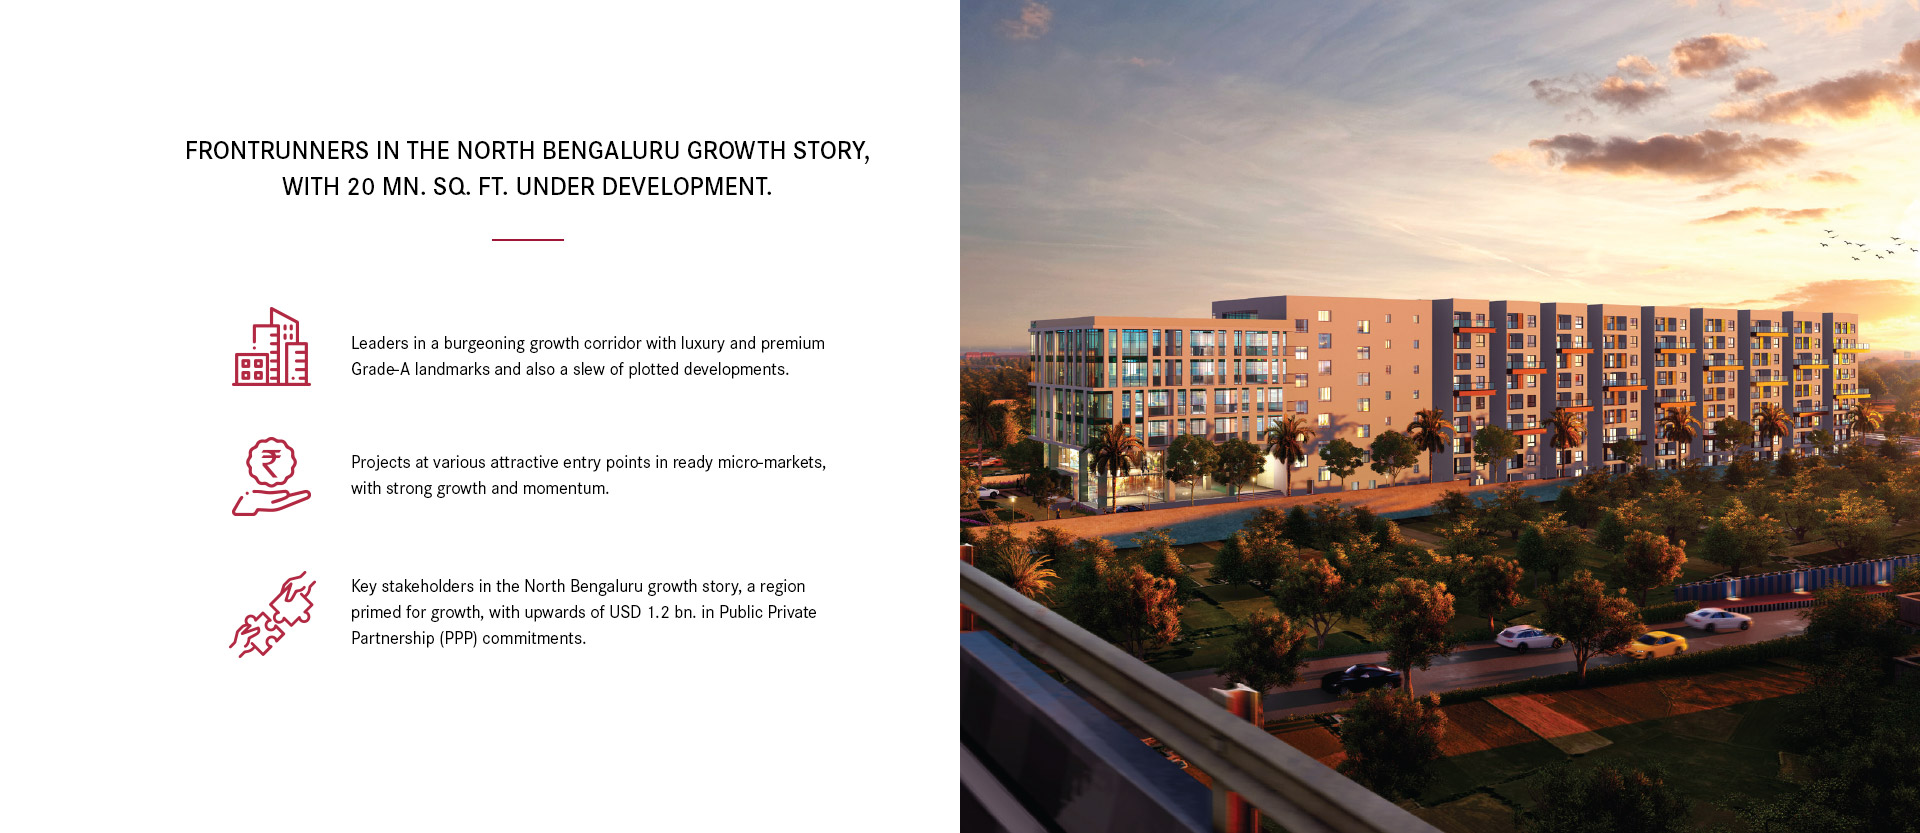 FRONTRUNNERS IN THE NORTH BENGALURU GROWTH STORY,
WITH 20 MN. SQ. FT. UNDER DEVELOPMENT.
Leaders in a burgeoning growth corridor with luxury and premium
Grade-A landmarks and also a slew of plotted developments.
₹
Projects at various attractive entry points in ready micro-markets,
with strong growth and momentum.
Key stakeholders in the North Bengaluru growth story, a region
primed for growth, with upwards of USD 1.2 bn. in Public Private
Partnership (PPP) commitments.